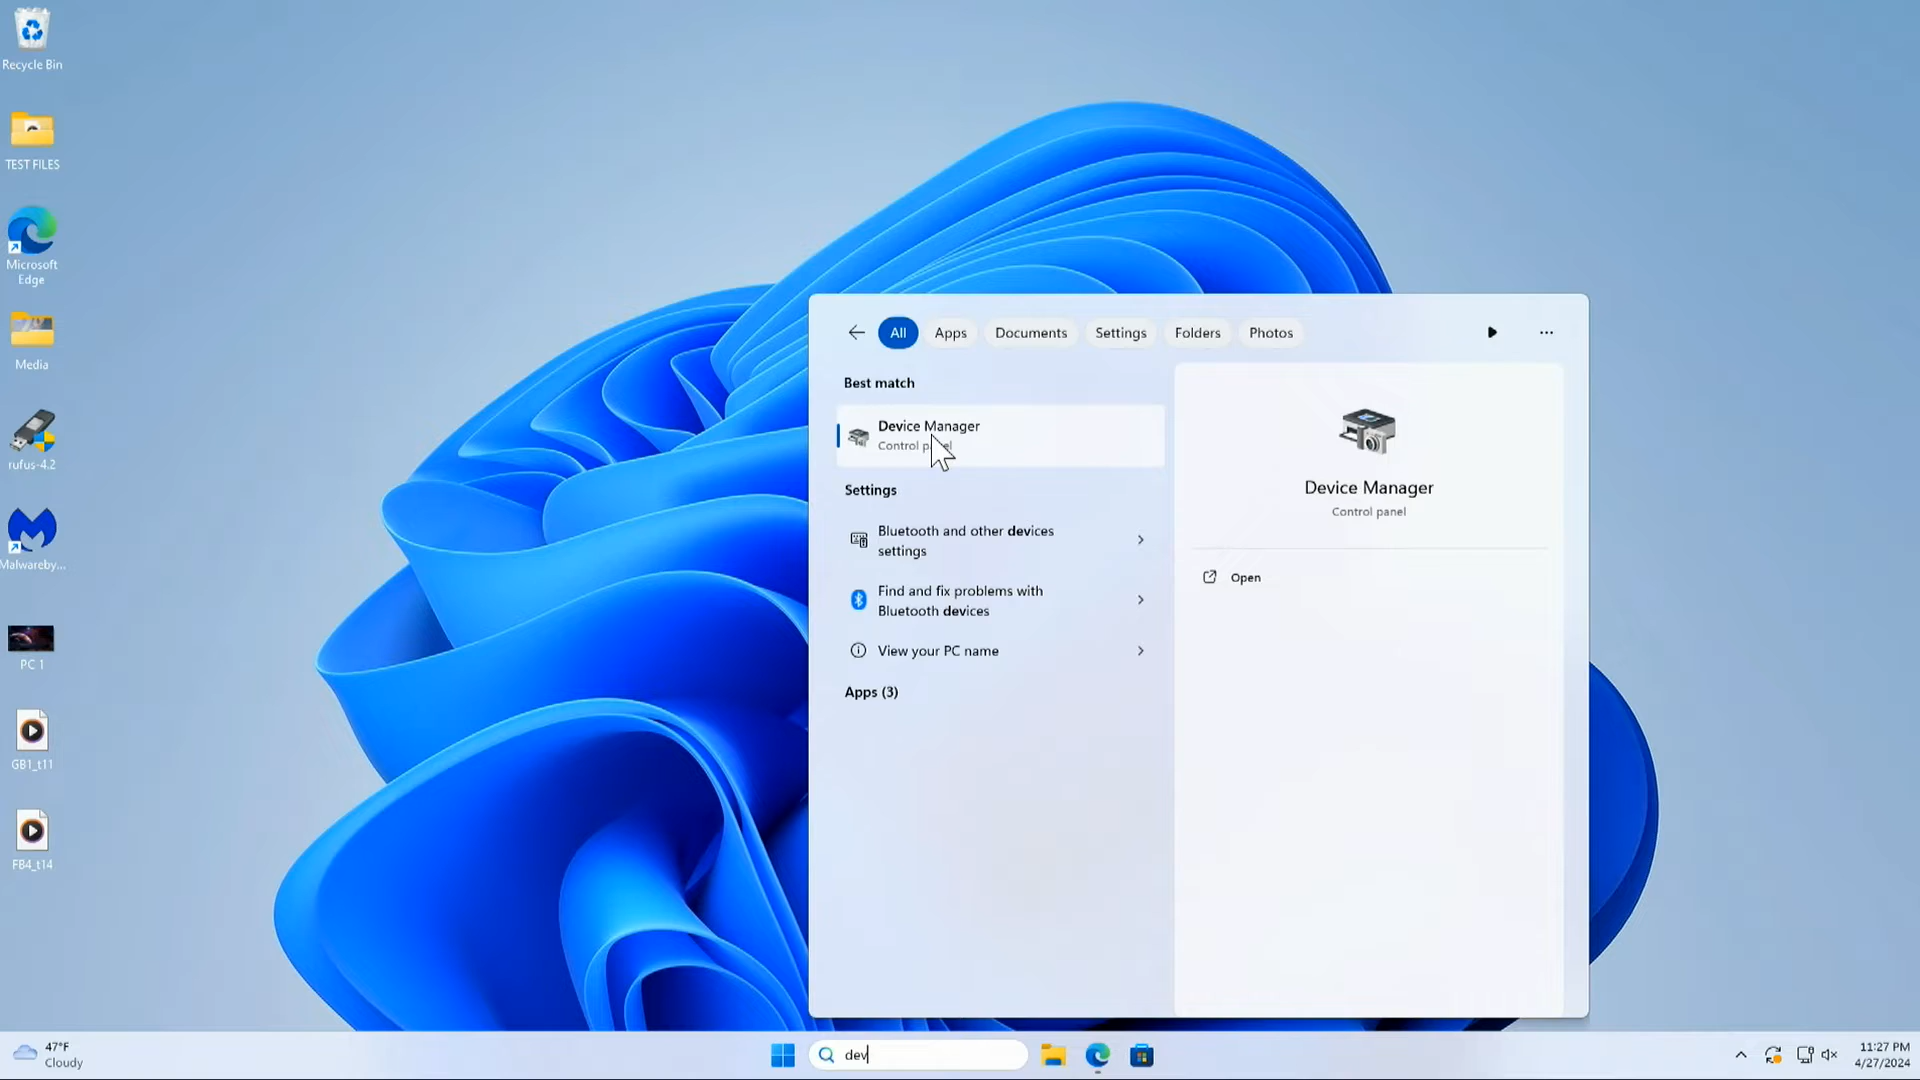 Recycle Bin
TEST FILES
Microsoft
Edge
Media
rufus-4.2
Malwareby...
PC 1
GB1_t11
FB4_t14
All
Apps
Documents
Settings
Folders
Photos
Best match
Device Manager
Control panel
Settings
Bluetooth and other devices
settings
Find and fix problems with
Bluetooth devices
View your PC name
Apps (3)
Device Manager
Control panel
Open
47°F
Cloudy
dev
11:27 PM
4/27/2024